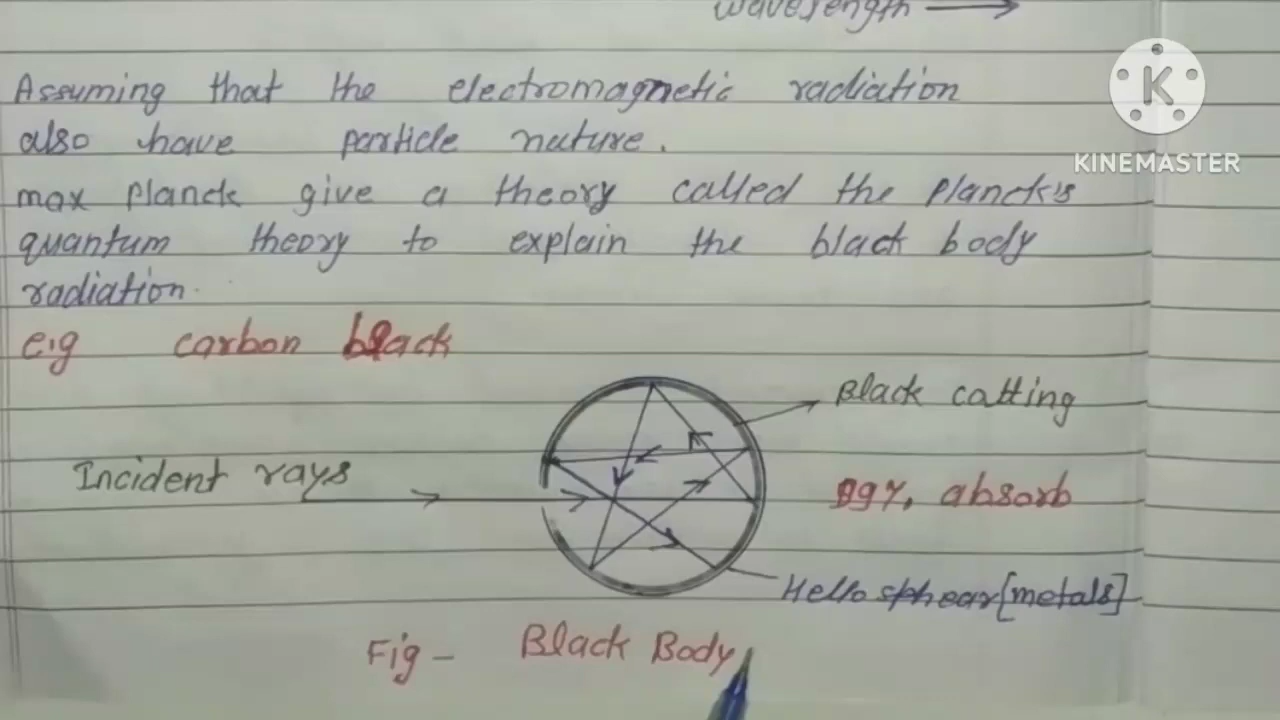 wavelength
Assuming that the electromagnetic radiation
also have particle nature.
max planck give a theory called the planck's
quantum theory to explain the black body
radiation.
e.g carbon black
Black catting
Incident rays
99% absorb
Hello sphear [metals]
Fig - Black Body
K
KINEMASTER